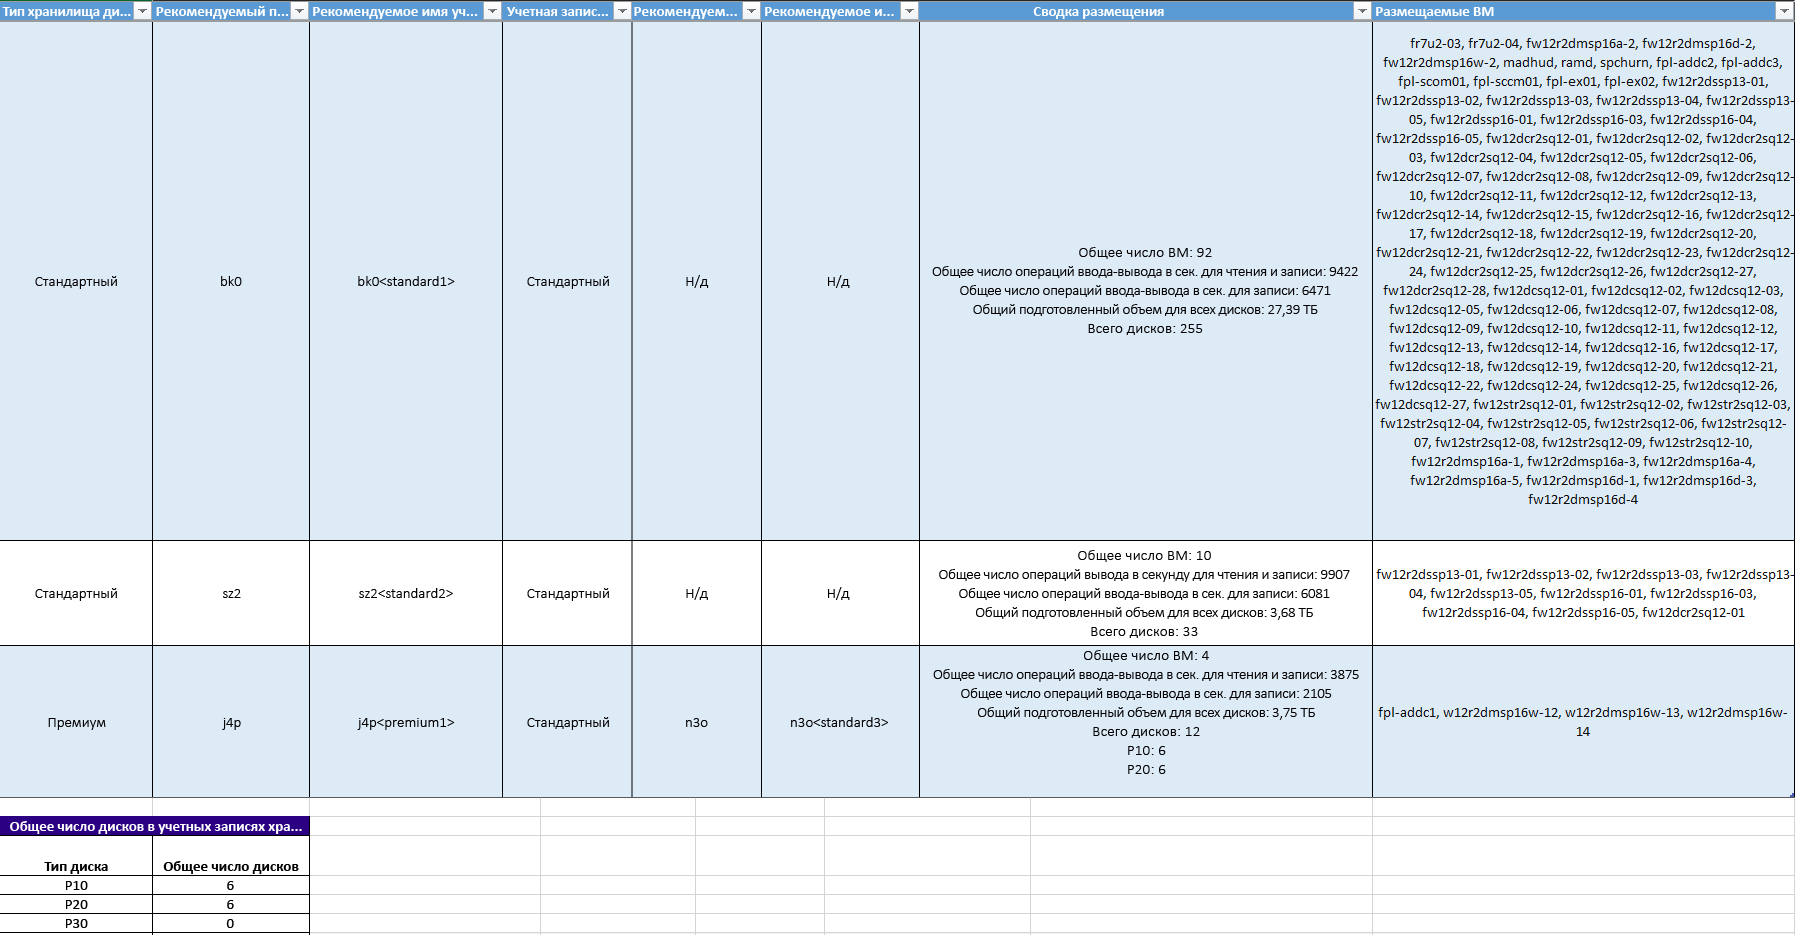 Тип хранилища ди...
Рекомендуемый п...
Рекомендуемое имя уч...
Учетная запис...
Рекомендуем...
Рекомендуемое и...
Сводка размещения
Размещаемые ВМ
Стандартный
bk0
bk0<standard1>
Стандартный
Н/д
Н/д
Общее число ВМ: 92
Общее число операций ввода-вывода в сек. для чтения и записи: 9422
Общее число операций ввода-вывода в сек. для записи: 6471
Общий подготовленный объем для всех дисков: 27,39 ТБ
Всего дисков: 255
fr7u2-03, fr7u2-04, fw12r2dmsp16a-2, fw12r2dmsp16d-2,
fw12r2dmsp16w-2, madhud, ramd, spchurn, fpl-addc2, fpl-addc3,
fpl-scom01, fpl-sccm01, fpl-ex01, fpl-ex02, fw12r2dssp13-01,
fw12r2dssp13-02, fw12r2dssp13-03, fw12r2dssp13-04, fw12r2dssp13-
05, fw12r2dssp16-01, fw12r2dssp16-03, fw12r2dssp16-04,
fw12r2dssp16-05, fw12dcr2sq12-01, fw12dcr2sq12-02, fw12dcr2sq12-
03, fw12dcr2sq12-04, fw12dcr2sq12-05, fw12dcr2sq12-06,
fw12dcr2sq12-07, fw12dcr2sq12-08, fw12dcr2sq12-09, fw12dcr2sq12-
10, fw12dcr2sq12-11, fw12dcr2sq12-12, fw12dcr2sq12-13,
fw12dcr2sq12-14, fw12dcr2sq12-15, fw12dcr2sq12-16, fw12dcr2sq12-
17, fw12dcr2sq12-18, fw12dcr2sq12-19, fw12dcr2sq12-20,
fw12dcr2sq12-21, fw12dcr2sq12-22, fw12dcr2sq12-23, fw12dcr2sq12-
24, fw12dcr2sq12-25, fw12dcr2sq12-26, fw12dcr2sq12-27,
fw12dcr2sq12-28, fw12dcsq12-01, fw12dcsq12-02, fw12dcsq12-03,
fw12dcsq12-05, fw12dcsq12-06, fw12dcsq12-07, fw12dcsq12-08,
fw12dcsq12-09, fw12dcsq12-10, fw12dcsq12-11, fw12dcsq12-12,
fw12dcsq12-13, fw12dcsq12-14, fw12dcsq12-16, fw12dcsq12-17,
fw12dcsq12-18, fw12dcsq12-19, fw12dcsq12-20, fw12dcsq12-21,
fw12dcsq12-22, fw12dcsq12-24, fw12dcsq12-25, fw12dcsq12-26,
fw12dcsq12-27, fw12str2sq12-01, fw12str2sq12-02, fw12str2sq12-03,
fw12str2sq12-04, fw12str2sq12-05, fw12str2sq12-06, fw12str2sq12-
07, fw12str2sq12-08, fw12str2sq12-09, fw12str2sq12-10,
fw12r2dmsp16a-1, fw12r2dmsp16a-3, fw12r2dmsp16a-4,
fw12r2dmsp16a-5, fw12r2dmsp16d-1, fw12r2dmsp16d-3,
fw12r2dmsp16d-4
Стандартный
sz2
sz2<standard2>
Стандартный
Н/д
Н/д
Общее число ВМ: 10
Общее число операций вывода в секунду для чтения и записи: 9907
Общее число операций ввода-вывода в сек. для записи: 6081
Общий подготовленный объем для всех дисков: 3,68 ТБ
Всего дисков: 33
fw12r2dssp13-01, fw12r2dssp13-02, fw12r2dssp13-03, fw12r2dssp13-
04, fw12r2dssp13-05, fw12r2dssp16-01, fw12r2dssp16-03,
fw12r2dssp16-04, fw12r2dssp16-05, fw12dcr2sq12-01
Премиум
j4p
j4p<premium1>
Стандартный
n3o
n3o<standard3>
Общее число ВМ: 4
Общее число операций ввода-вывода в сек. для чтения и записи: 3875
Общее число операций ввода-вывода в сек. для записи: 2105
Общий подготовленный объем для всех дисков: 3,75 ТБ
Всего дисков: 12
P10: 6
P20: 6
fpl-addc1, w12r2dmsp16w-12, w12r2dmsp16w-13, w12r2dmsp16w-
14
Общее число дисков в учетных записях хра...
Тип диска
Общее число дисков
P10
6
P20
6
P30
0